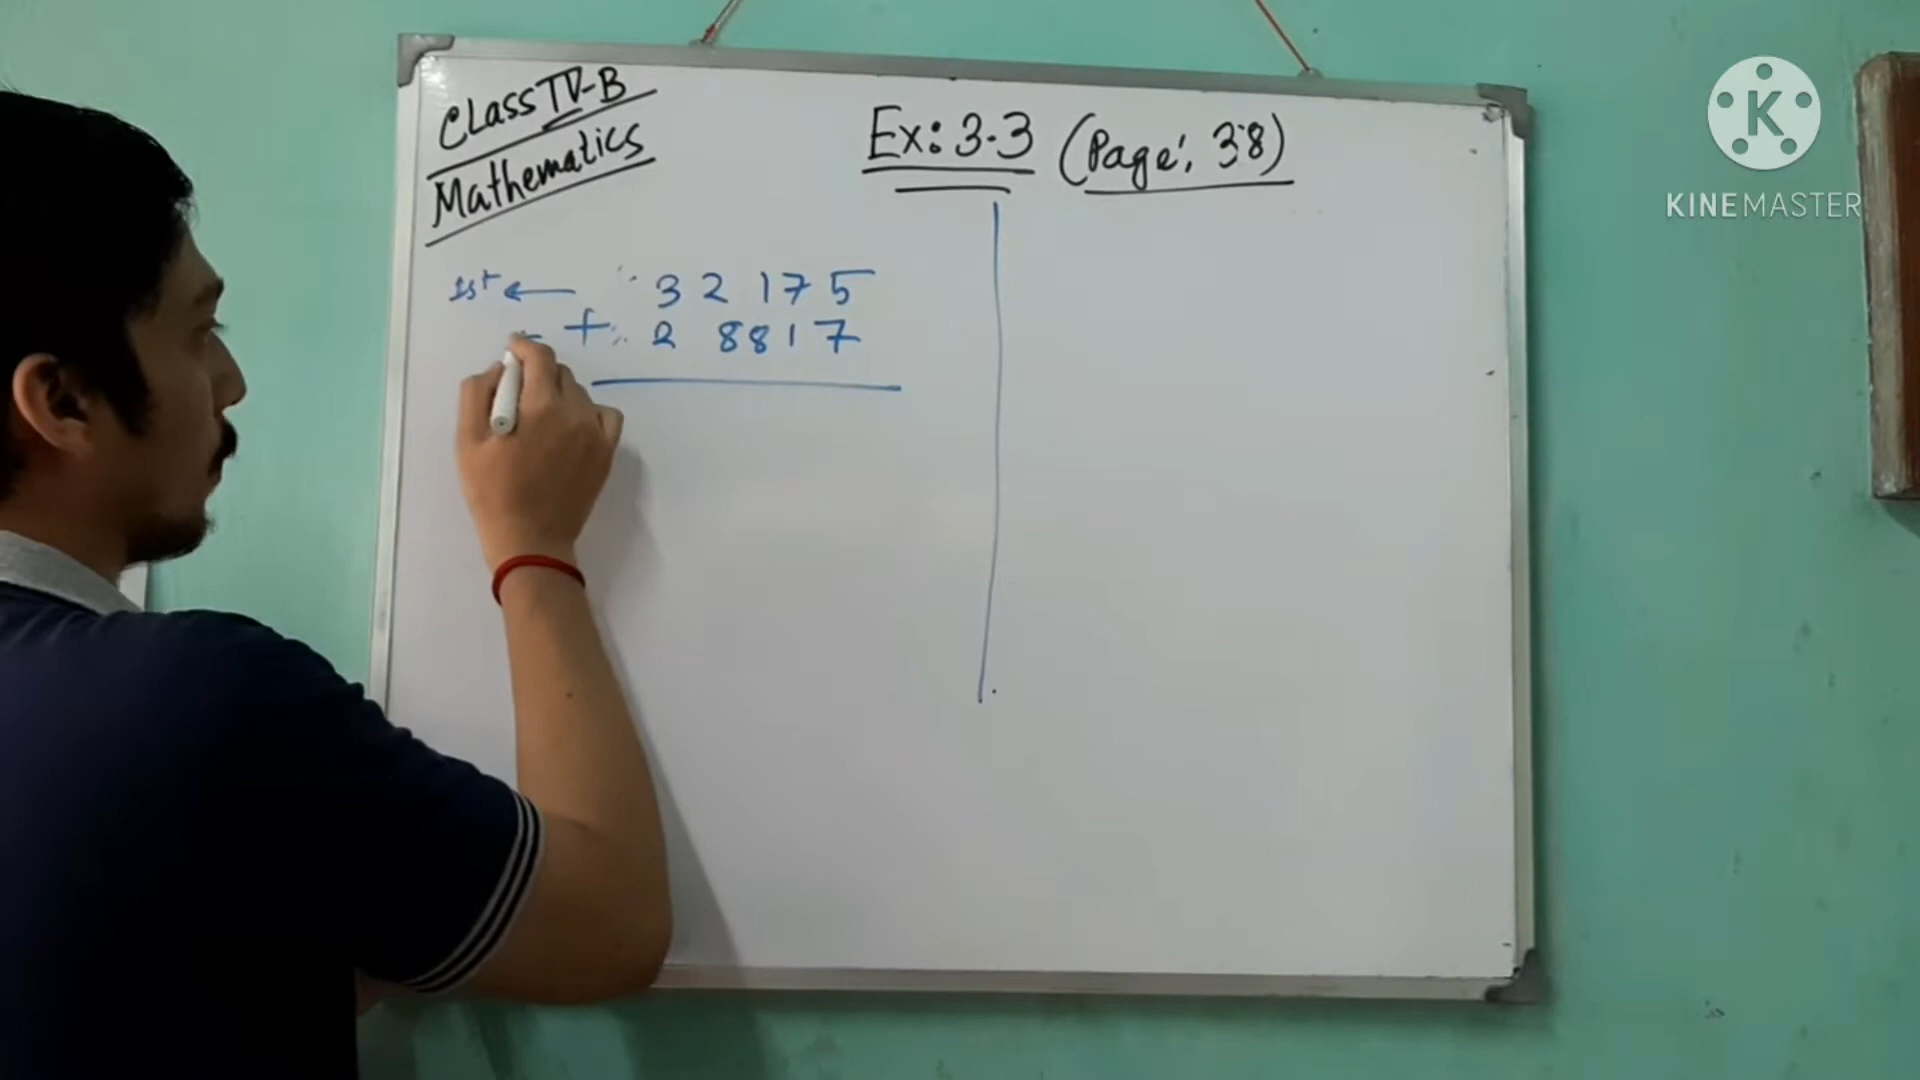 Class IV-B
Mathematics
Ex: 3.3 (Page: 38)
1st ← 32175
+ 28817
K
KINEMASTER